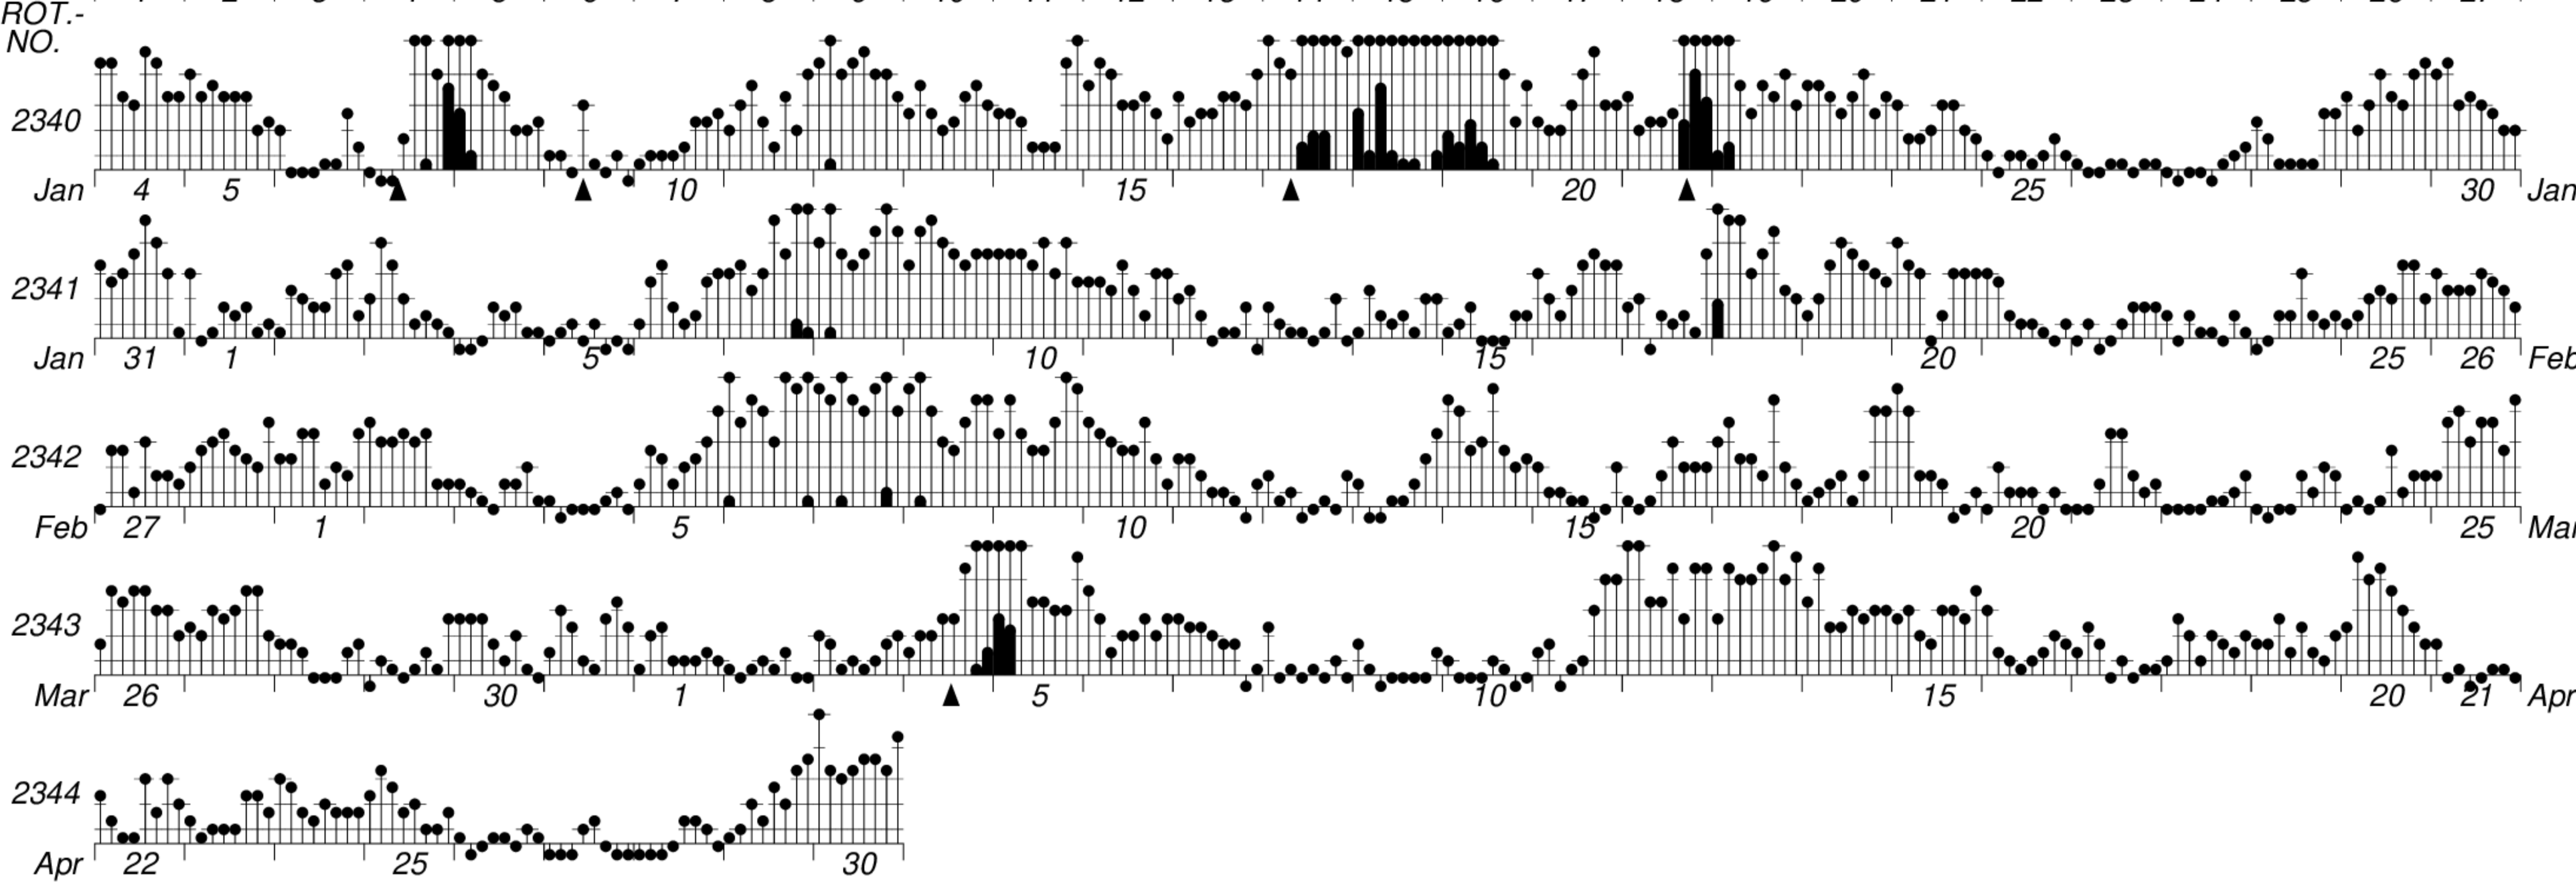 ROT.-
NO.
2340
Jan 4 5 10 15 20 25 30 Jan
2341
Jan 31 1 5 10 15 20 25 26 Feb
2342
Feb 27 1 5 10 15 20 25
2343
Mar 26 30 1 5 10 15 20 21 Apr
2344
Apr 22 25 30